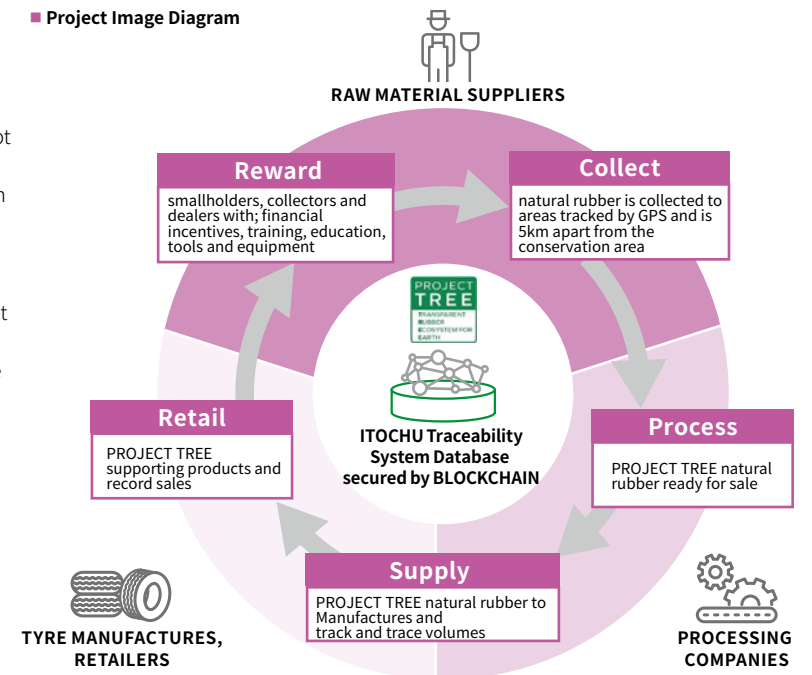 ■ Project Image Diagram
ot
n
t
e
RAW MATERIAL SUPPLIERS
Reward
smallholders, collectors and
dealers with; financial
incentives, training, education,
tools and equipment
Collect
natural rubber is collected to
areas tracked by GPS and is
5km apart from the
conservation area
PROJECT
TREE
TRANSPARENT
RUBBER
ECOSYSTEM FOR
EARTH
ITOCHU Traceability
System Database
secured by BLOCKCHAIN
Retail
PROJECT TREE
supporting products and
record sales
Process
PROJECT TREE natural
rubber ready for sale
Supply
PROJECT TREE natural rubber to
Manufactures and
track and trace volumes
TYRE MANUFACTURES,
RETAILERS
PROCESSING
COMPANIES